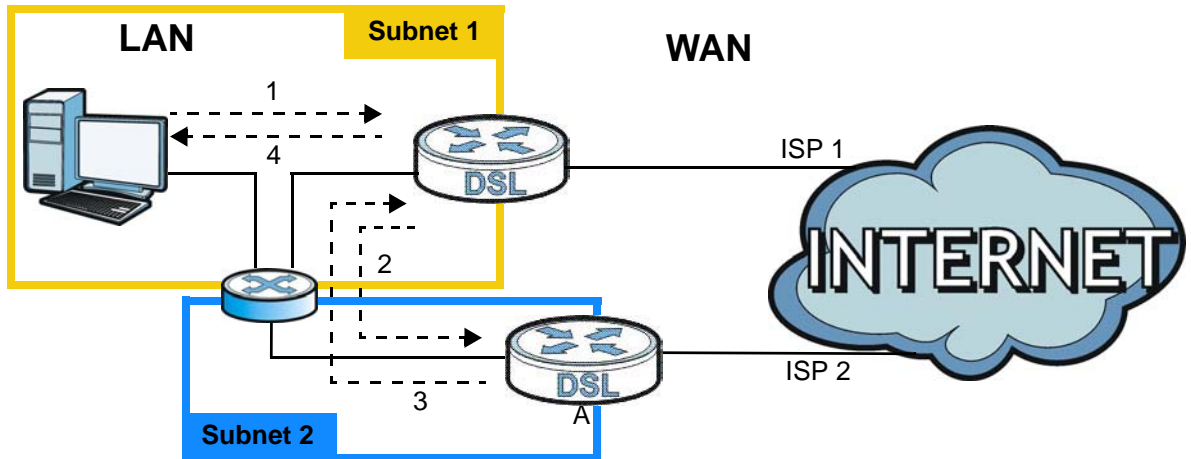 LAN
Subnet 1
WAN
1
4
DSL
ISP 1
INTERNET
2
DSL
A
ISP 2
3
Subnet 2